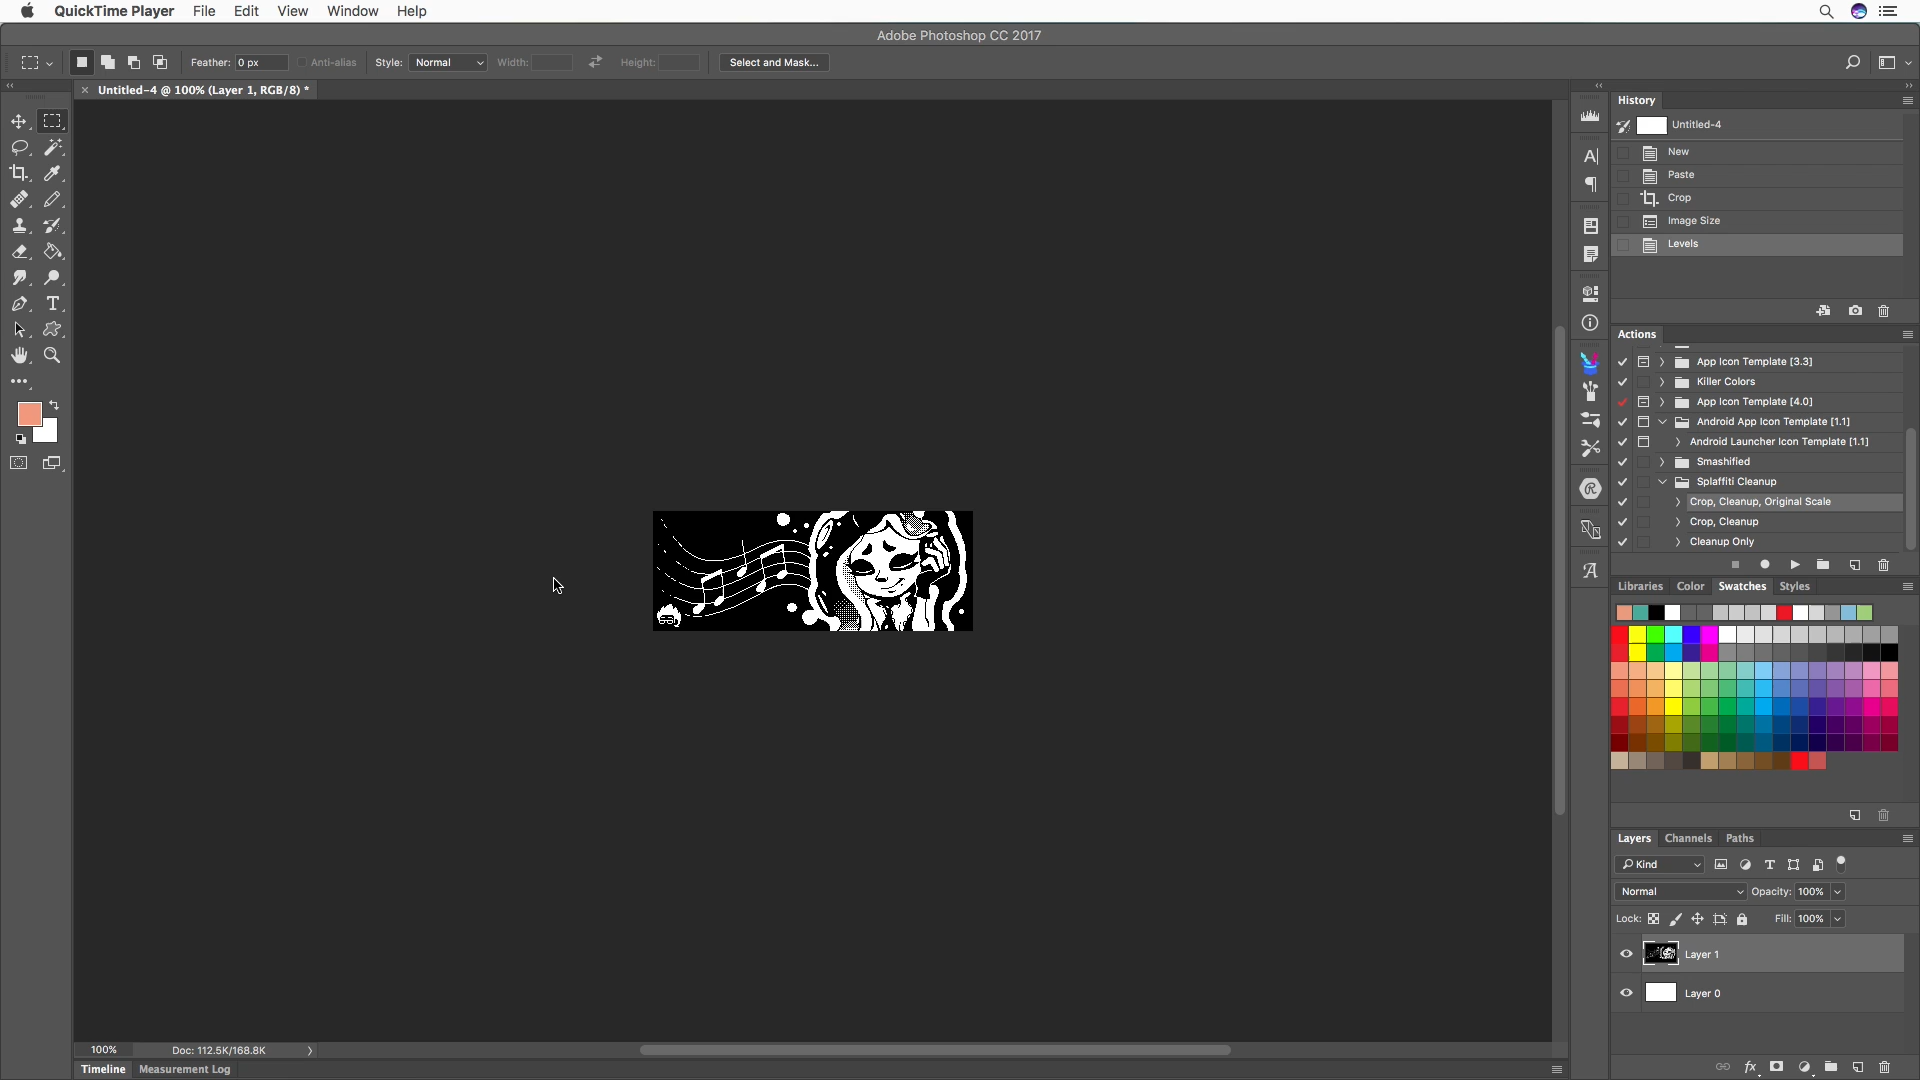 QuickTime Player File Edit View Window Help
Adobe Photoshop CC 2017
Feather: 0 px Anti-alias Style: Normal Width: Height: Select and Mask...
× Untitled-4 @ 100% (Layer 1, RGB/8) *
History
Untitled-4
New
Paste
Crop
Image Size
Levels
Actions
App Icon Template [3.3]
Killer Colors
App Icon Template [4.0]
Android App Icon Template [1.1]
Android Launcher Icon Template [1.1]
Smashified
Splaffiti Cleanup
Crop, Cleanup, Original Scale
Crop, Cleanup
Cleanup Only
Libraries Color Swatches Styles
Layers Channels Paths
Kind
Normal Opacity: 100%
Lock: Fill: 100%
Layer 1
Layer 0
100% Doc: 112.5K/168.8K
Timeline Measurement Log